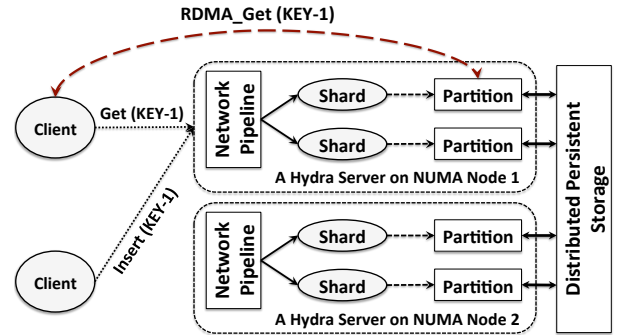 RDMA_Get (KEY-1)
Client
Get (KEY-1)
Insert (KEY-1)
Client
Network
Pipeline
Shard
Partition
Shard
Partition
A Hydra Server on NUMA Node 1
Network
Pipeline
Shard
Partition
Shard
Partition
A Hydra Server on NUMA Node 2
Distributed Persistent
Storage